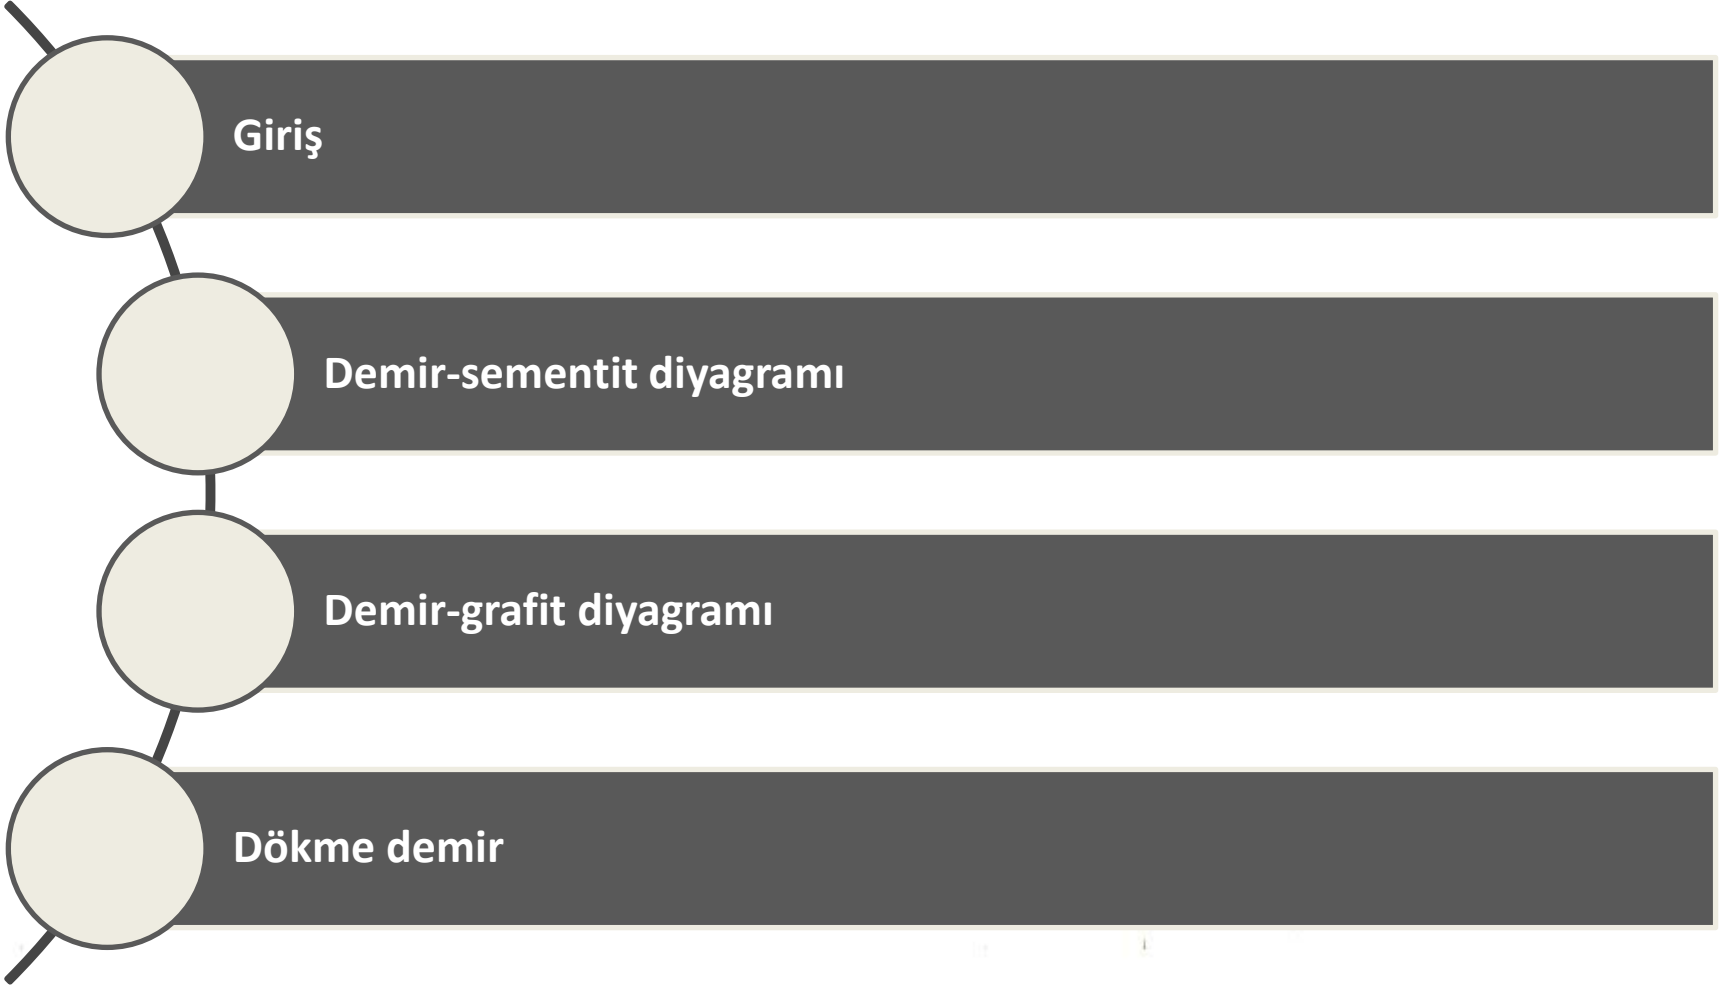 Giriş
Demir-sementit diyagramı
Demir-grafit diyagramı
Dökme demir